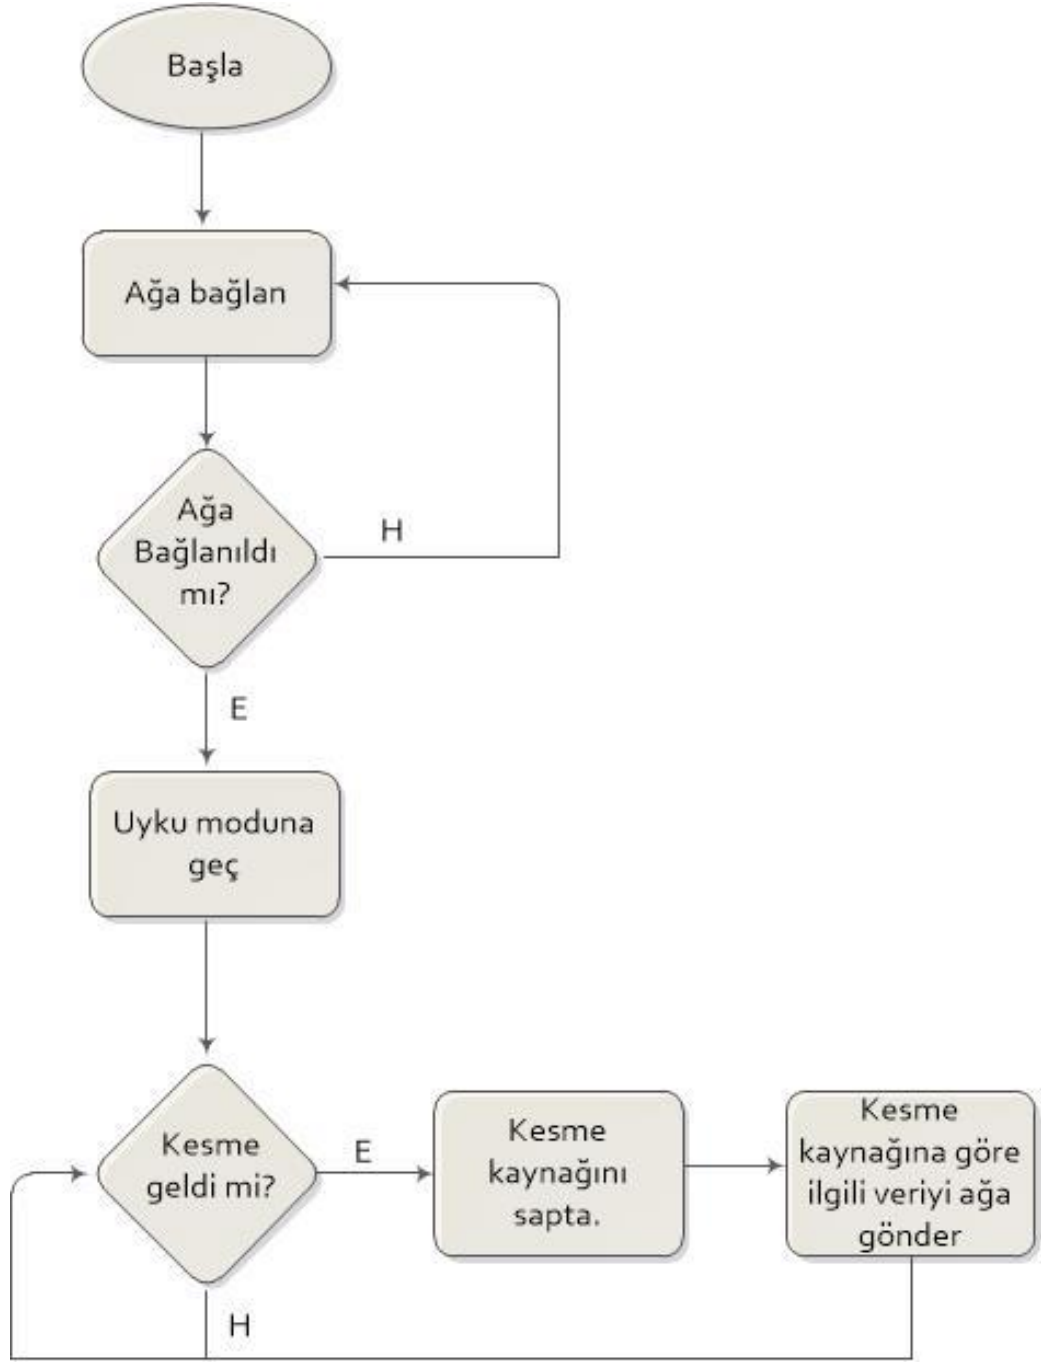 Başla
Ağa bağlan
Ağa
Bağlanıldı
mı?
H
E
Uyku moduna
geç
Kesme
geldi mi?
E
Kesme
kaynağını
sapta.
Kesme
kaynağına göre
ilgili veriyi ağa
gönder
H